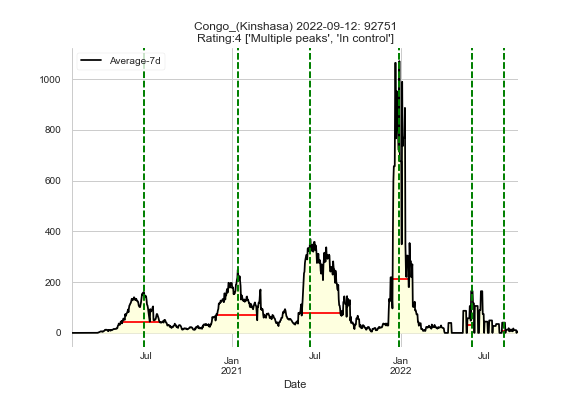 Congo_(Kinshasa) 2022-09-12: 92751
Rating:4 ['Multiple peaks', 'In control']
Average-7d
1000
800
600
400
200
0
Jul
Jan
2021
Jul
Jan
2022
Jul
Date